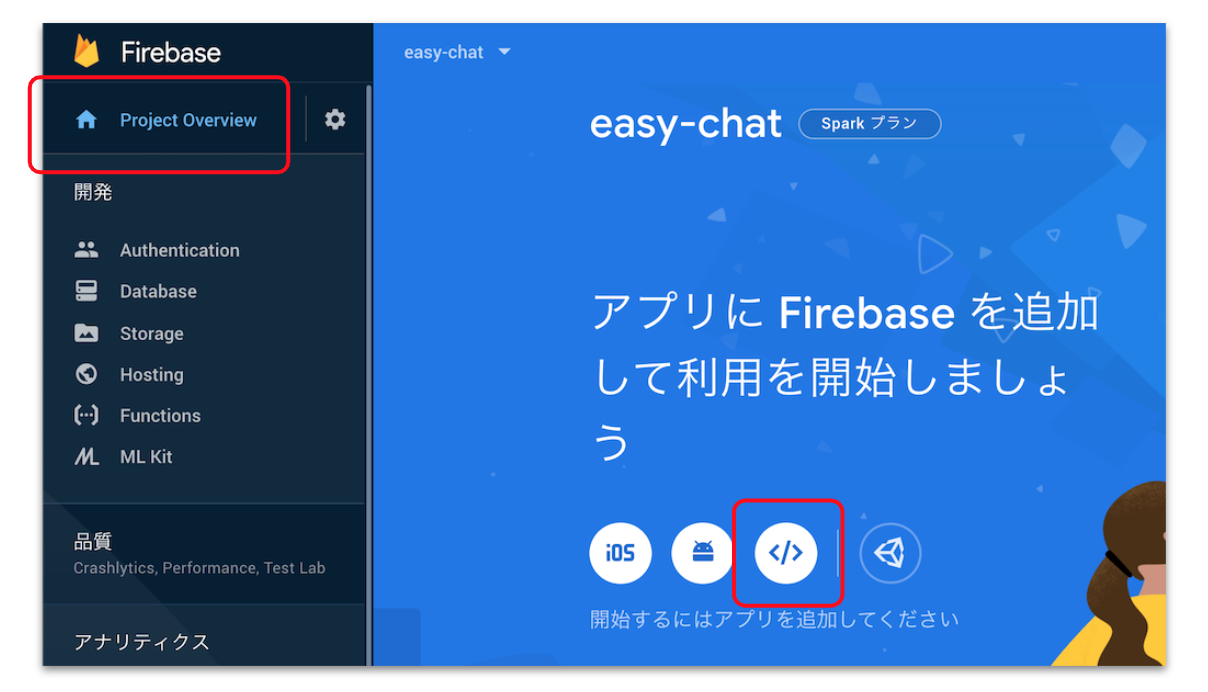 Firebase
Project Overview
開発
Authentication
Database
Storage
Hosting
Functions
ML Kit
品質
Crashlytics, Performance, Test Lab
アナリティクス
easy-chat
easy-chat
Spark プラン
アプリに Firebase を追加
して利用を開始しましょ
う
iOS
</>
開始するにはアプリを追加してください